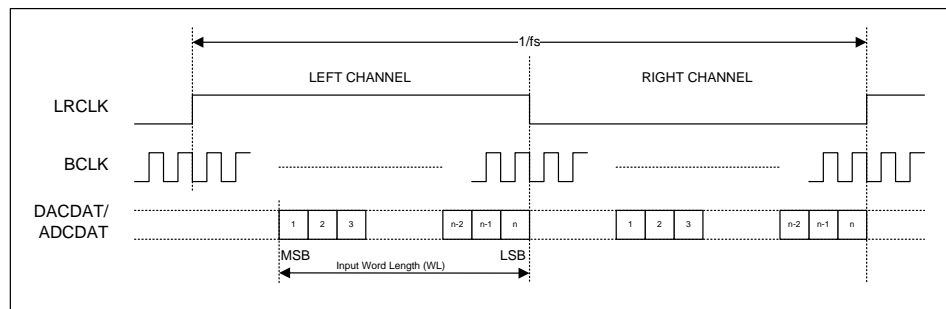 1/fs
LEFT CHANNEL RIGHT CHANNEL
LRCLK
BCLK
DACDAT/
ADCDAT
1 2 3 n-2 n-1 n 1 2 3 n-2 n-1 n
MSB LSB
Input Word Length (WL)